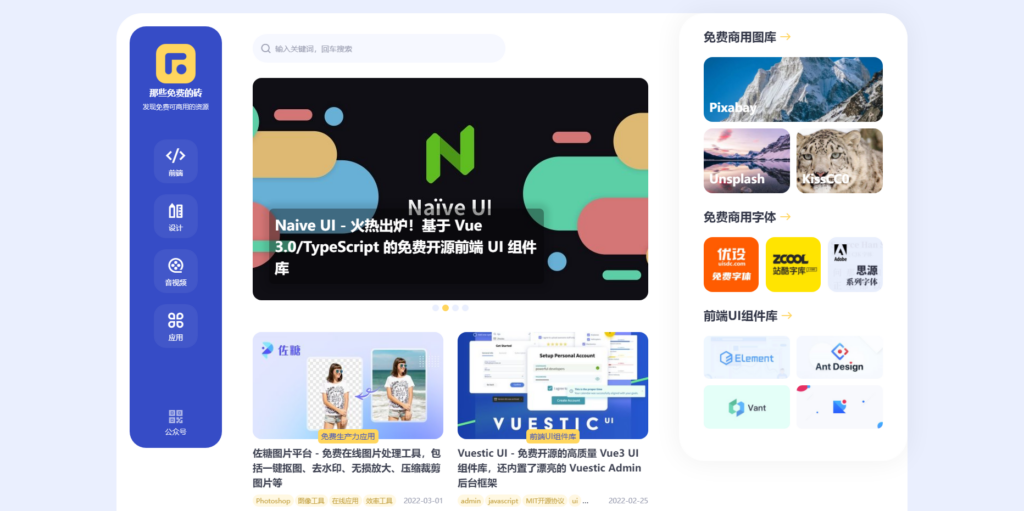 那些免费的砖
发现免费可商用的资源
前端
设计
音视频
应用
公众号
输入关键词，回车搜索
Naïve UI
Naive UI - 火热出炉！基于 Vue
3.0/TypeScript 的免费开源前端 UI 组件
库
佐糖
免费生产力应用
佐糖图片平台 - 免费在线图片处理工具，包
括一键抠图、去水印、无损放大、压缩裁剪
图片等
Photoshop 图像工具 在线应用 效率工具 2022-03-01
Setup Personal Account
VUESTIC UI
前端UI组件库
Vuestic UI - 免费开源的高质量 Vue3 UI
组件库，还内置了漂亮的 Vuestic Admin
后台框架
admin javascript MIT开源协议 ui ... 2022-02-25
免费商用图库
Pixabay
Unsplash
KissCC0
免费商用字体
优设
uisdc.com
免费字体
ZCOOL
站酷字库
Adobe
思源
系列字体
前端UI组件库
Element
Ant Design
Vant